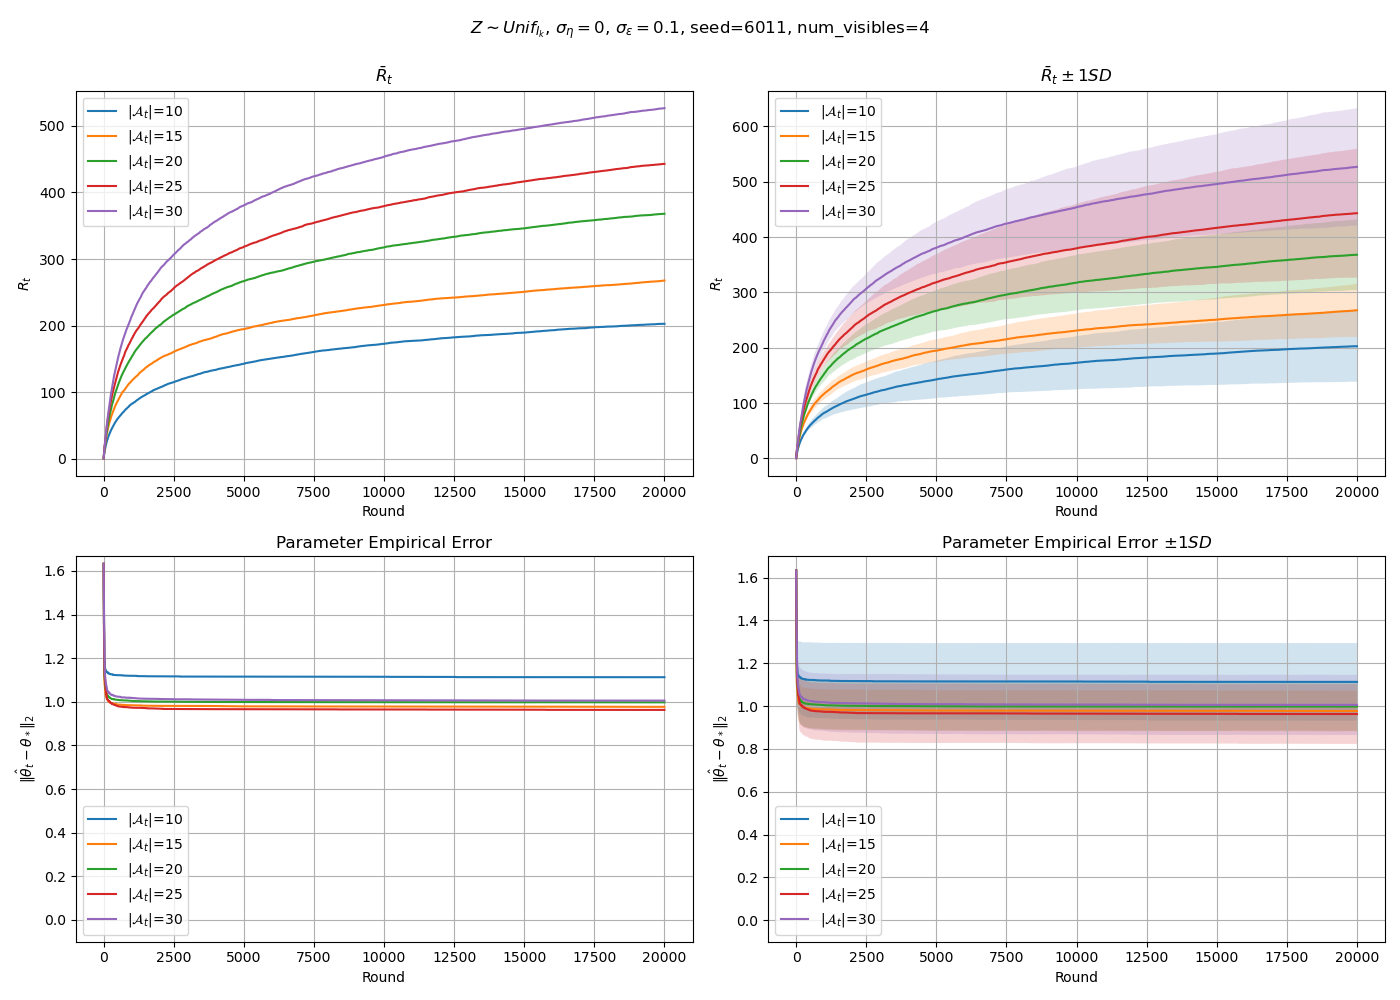 Z ∼ Unif_{I_k}, σ_η = 0, σ_ε = 0.1, seed=6011, num_visibles=4
R̄_t
R_t
500
400
300
200
100
0
|𝒜_t|=10
|𝒜_t|=15
|𝒜_t|=20
|𝒜_t|=25
|𝒜_t|=30
0 2500 5000 7500 10000 12500 15000 17500 20000
Round
R̄_t ± 1SD
R_t
600
500
400
300
200
100
0
|𝒜_t|=10
|𝒜_t|=15
|𝒜_t|=20
|𝒜_t|=25
|𝒜_t|=30
0 2500 5000 7500 10000 12500 15000 17500 20000
Round
Parameter Empirical Error
‖θ̂_t − θ_*‖_2
1.6
1.4
1.2
1.0
0.8
0.6
0.4
0.2
0.0
|𝒜_t|=10
|𝒜_t|=15
|𝒜_t|=20
|𝒜_t|=25
|𝒜_t|=30
0 2500 5000 7500 10000 12500 15000 17500 20000
Round
Parameter Empirical Error ±1SD
‖θ̂_t − θ_*‖_2
1.6
1.4
1.2
1.0
0.8
0.6
0.4
0.2
0.0
|𝒜_t|=10
|𝒜_t|=15
|𝒜_t|=20
|𝒜_t|=25
|𝒜_t|=30
0 2500 5000 7500 10000 12500 15000 17500 20000
Round